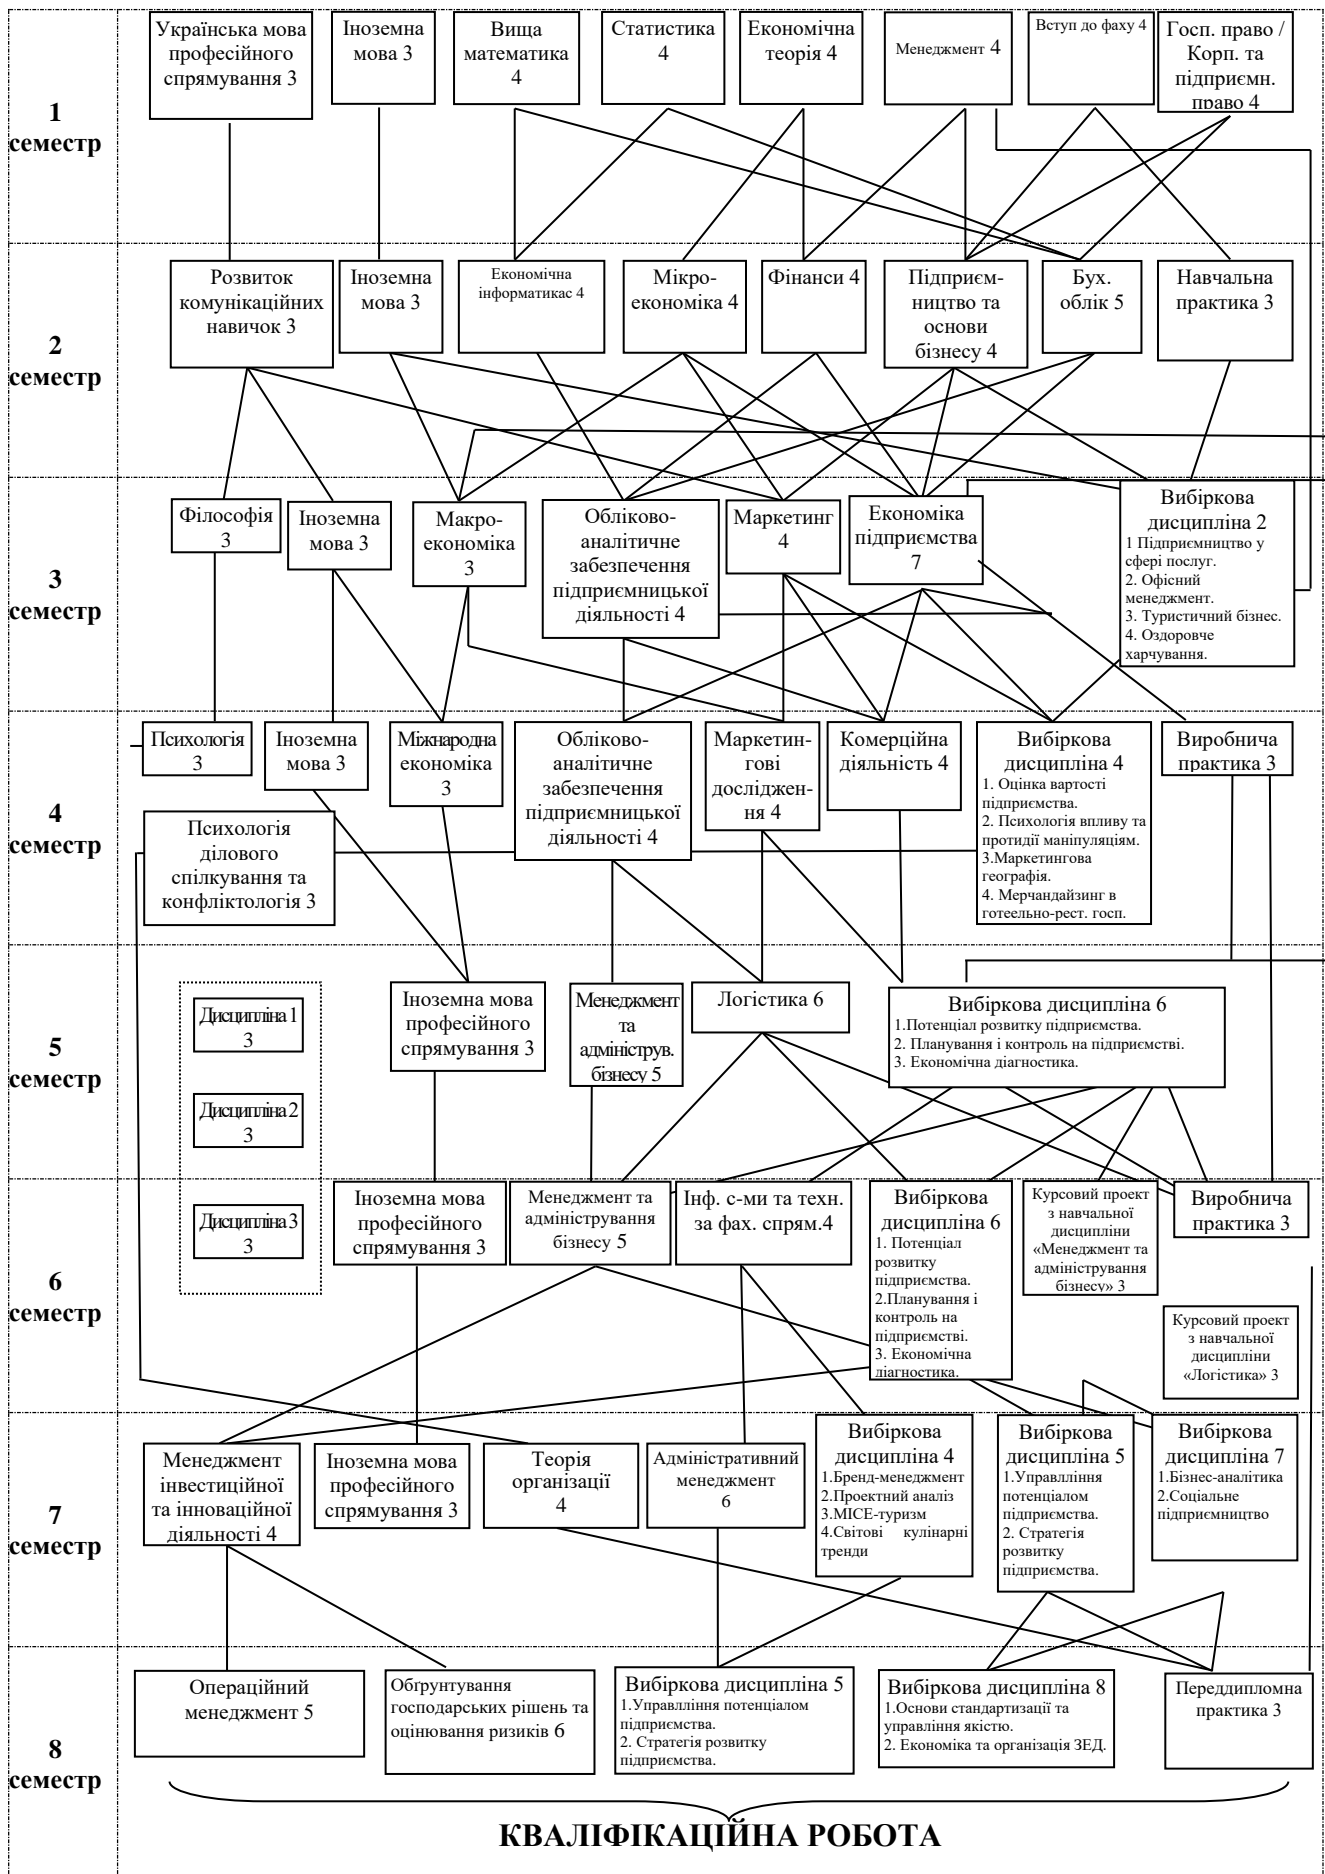 1
семестр
Українська мова
професійного
спрямування 3
Іноземна
мова 3
Вища
математика
4
Статистика
4
Економічна
теорія 4
Менеджмент 4
Вступ до фаху 4
Госп. право /
Корп. та
підприємн.
право 4
2
семестр
Розвиток
комунікаційних
навичок 3
Іноземна
мова 3
Економічна
інформатикас 4
Мікро-
економіка 4
Фінанси 4
Підприєм-
ництво та
основи
бізнесу 4
Бух.
облік 5
Навчальна
практика 3
3
семестр
Філософія
3
Іноземна
мова 3
Макро-
економіка
3
Обліково-
аналітичне
забезпечення
підприємницької
діяльності 4
Маркетинг
4
Економіка
підприємства
7
Вибіркова
дисципліна 2
1 Підприємництво у
сфері послуг.
2. Офісний
менеджмент.
3. Туристичний бізнес.
4. Оздоровче
харчування.
4
семестр
Психологія
3
Іноземна
мова 3
Міжнародна
економіка
3
Обліково-
аналітичне
забезпечення
підприємницької
діяльності 4
Маркетин-
гові
дослідження-
ня 4
Комерційна
діяльність 4
Вибіркова
дисципліна 4
1. Оцінка вартості
підприємства.
2. Психологія впливу та
протидії маніпуляціям.
3.Маркетингова
географія.
4. Мерчандайзинг в
готеельно-рест. госп.
Виробнича
практика 3
Психологія
ділового
спілкування та
конфліктологія 3
5
семестр
Дисципліна 1
3
Дисципліна 2
3
Іноземна мова
професійного
спрямування 3
Менеджмент
та
адмініструв.
бізнесу 5
Логістика 6
Вибіркова дисципліна 6
1.Потенціал розвитку підприємства.
2. Планування і контроль на підприємстві.
3. Економічна діагностика.
6
семестр
Дисципліна 3
3
Іноземна мова
професійного
спрямування 3
Менеджмент та
адміністрування
бізнесу 5
Інф. с-ми та техн.
за фах. спрям.4
Вибіркова
дисципліна 6
1. Потенціал
розвитку
підприємства.
2.Планування і
контроль на
підприємстві.
3. Економічна
діагностика.
Курсовий проект
з навчальної
дисципліни
«Менеджмент та
адміністрування
бізнесу» 3
Виробнича
практика 3
Курсовий проект
з навчальної
дисципліни
«Логістика» 3
7
семестр
Менеджмент
інвестиційної
та інноваційної
діяльності 4
Іноземна мова
професійного
спрямування 3
Теорія
організації
4
Адміністративний
менеджмент
6
Вибіркова
дисципліна 4
1.Бренд-менеджмент
2.Проектний аналіз
3.МІСЕ-туризм
4.Світові кулінарні
тренди
Вибіркова
дисципліна 5
1.Управлління
потенціалом
підприємства.
2. Стратегія
розвитку
підприємства.
Вибіркова
дисципліна 7
1.Бізнес-аналітика
2.Соціальне
підприємництво
8
семестр
Операційний
менеджмент 5
Обґрунтування
господарських рішень та
оцінювання ризиків 6
Вибіркова дисципліна 5
1.Управлління потенціалом
підприємства.
2. Стратегія розвитку
підприємства.
Вибіркова дисципліна 8
1.Основи стандартизації та
управління якістю.
2. Економіка та організація ЗЕД.
Переддипломна
практика 3
КВАЛІФІКАЦІЙНА РОБОТА